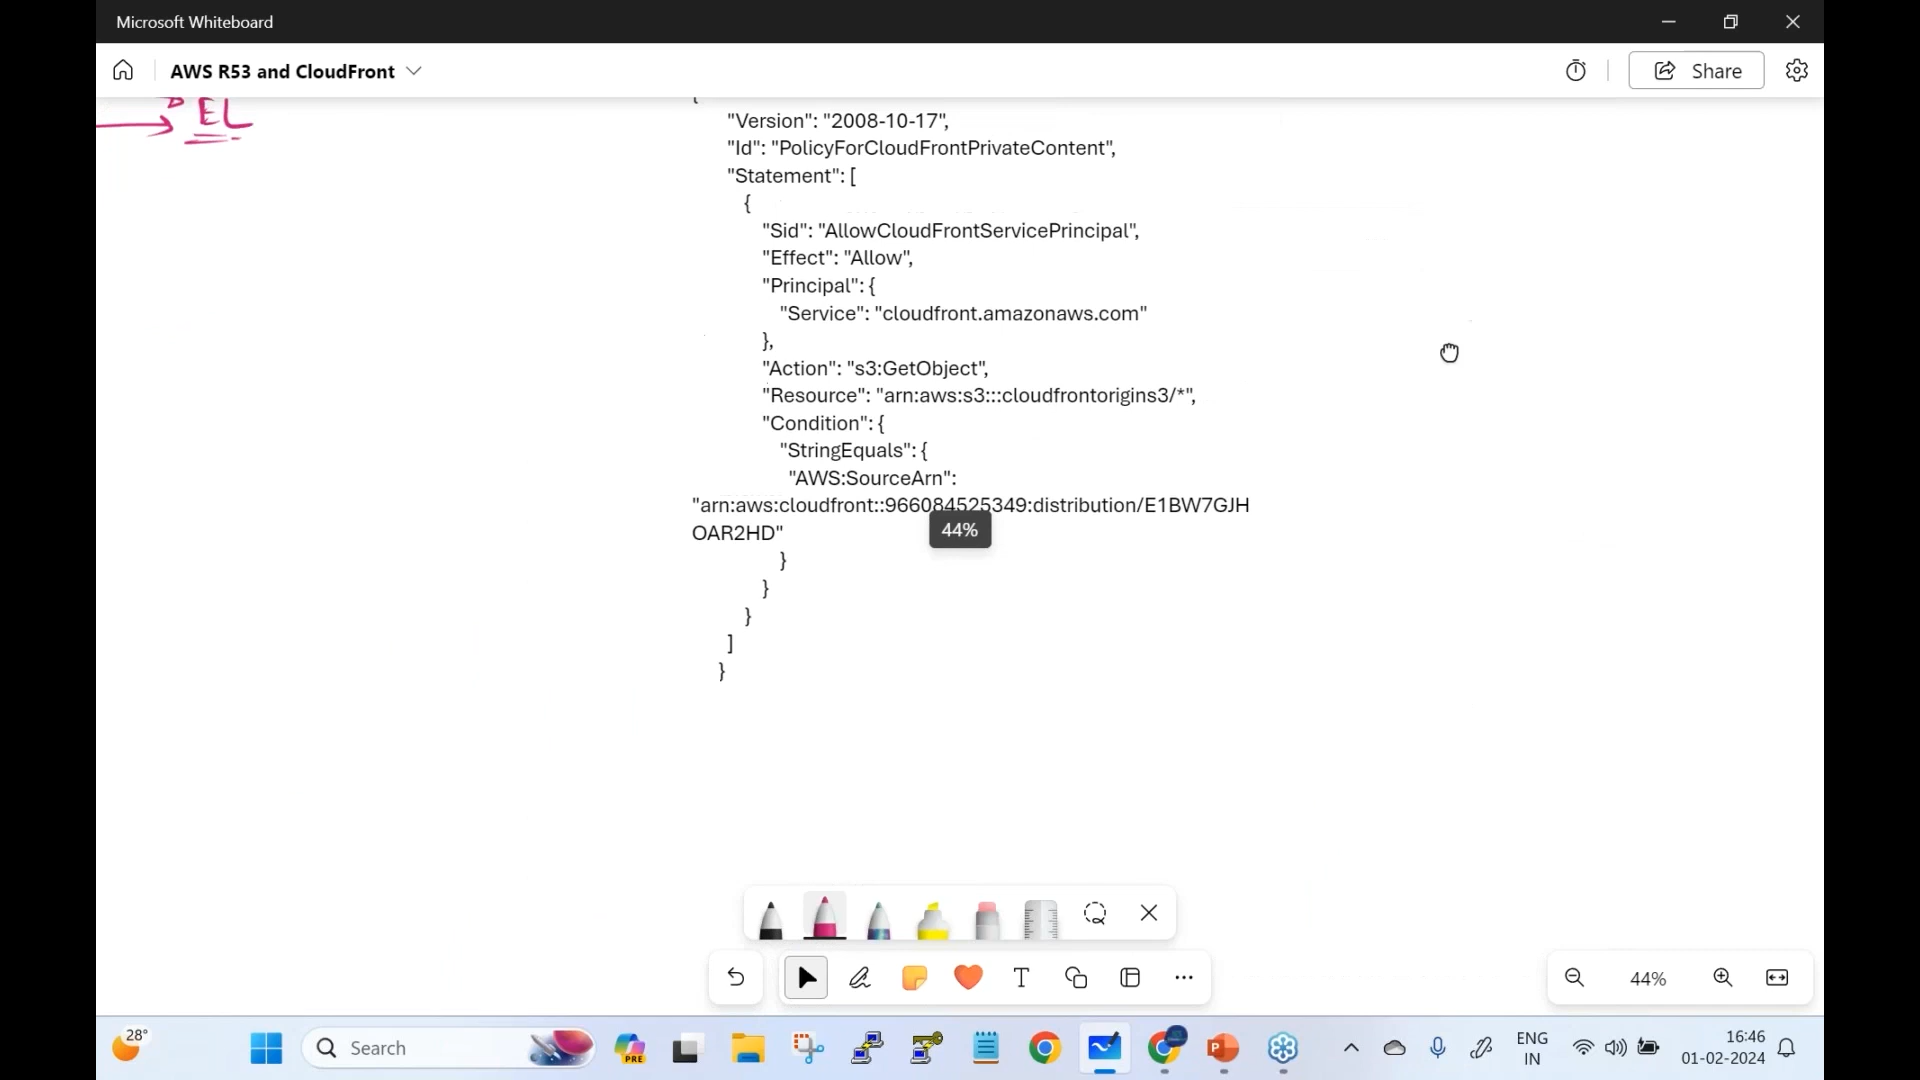 Microsoft Whiteboard
AWS R53 and CloudFront
Share
EL
{
"Version": "2008-10-17",
"Id": "PolicyForCloudFrontPrivateContent",
"Statement": [
{
"Sid": "AllowCloudFrontServicePrincipal",
"Effect": "Allow",
"Principal": {
"Service": "cloudfront.amazonaws.com"
},
"Action": "s3:GetObject",
"Resource": "arn:aws:s3:::cloudfrontorigins3/*",
"Condition": {
"StringEquals": {
"AWS:SourceArn":
"arn:aws:cloudfront::966084525349:distribution/E1BW7GJH
OAR2HD"
44%
}
}
}
]
}
44%
28°
Search
PRE
ENG
IN
16:46
01-02-2024